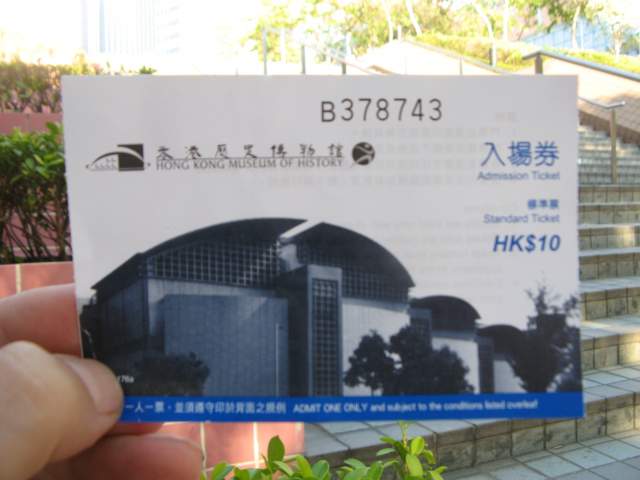 B378743
香港歷史博物館
HONG KONG MUSEUM OF HISTORY
入場券
Admission Ticket
標準票
Standard Ticket
HK$10
一人一票，並須遵守印於背面之規例 ADMIT ONE ONLY and subject to the conditions listed overleaf